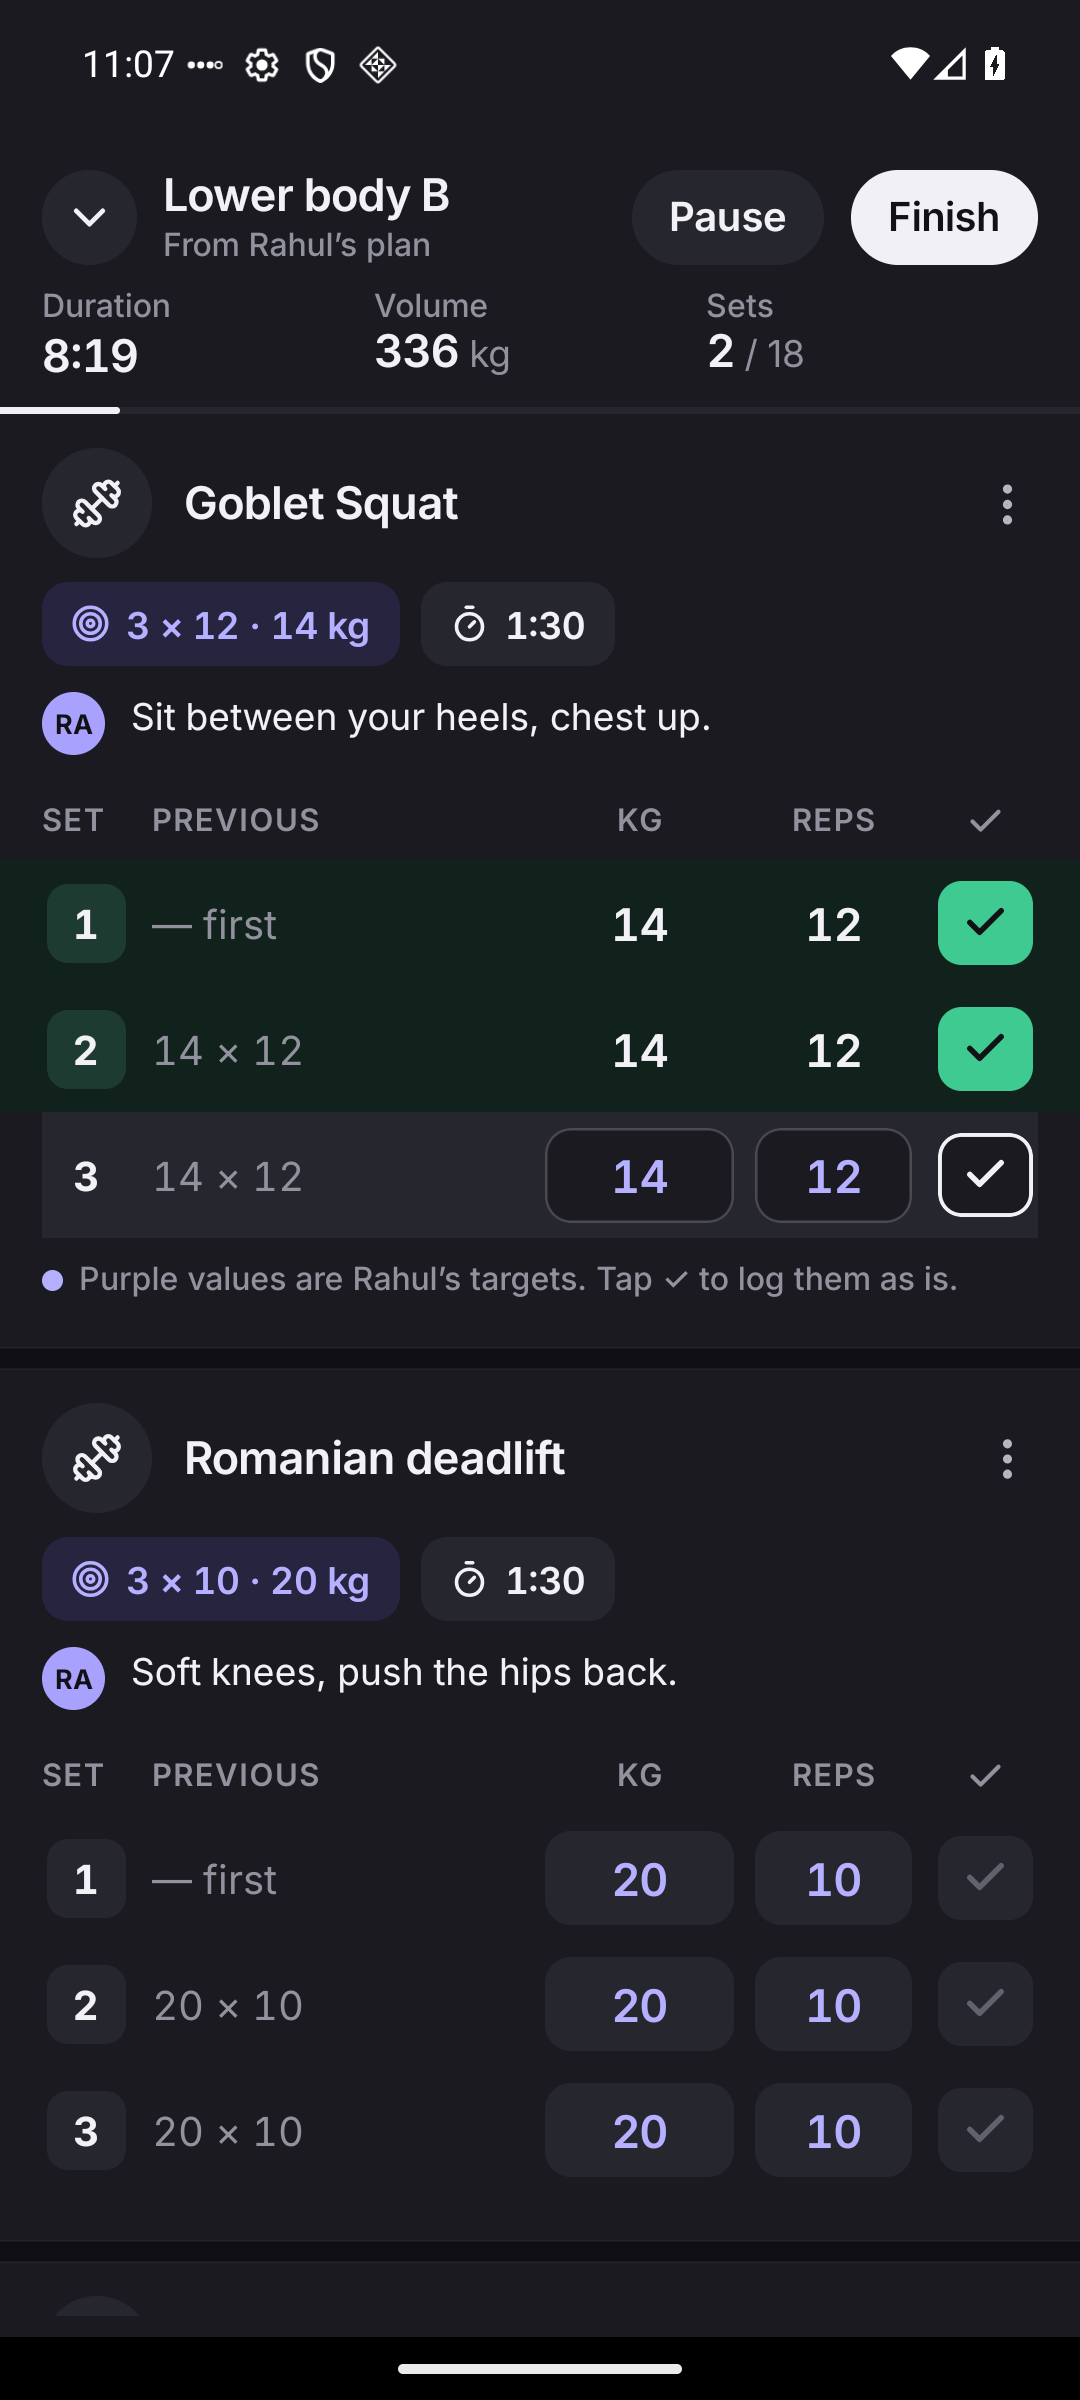 11:07
Lower body B
From Rahul’s plan
Pause
Finish
Duration
8:19
Volume
336 kg
Sets
2 / 18
Goblet Squat
3 × 12 · 14 kg
1:30
RA
Sit between your heels, chest up.
SET PREVIOUS KG REPS ✓
1 — first 14 12 ✓
2 14 × 12 14 12 ✓
3 14 × 12 14 12 ✓
Purple values are Rahul’s targets. Tap ✓ to log them as is.
Romanian deadlift
3 × 10 · 20 kg
1:30
RA
Soft knees, push the hips back.
SET PREVIOUS KG REPS ✓
1 — first 20 10 ✓
2 20 × 10 20 10 ✓
3 20 × 10 20 10 ✓